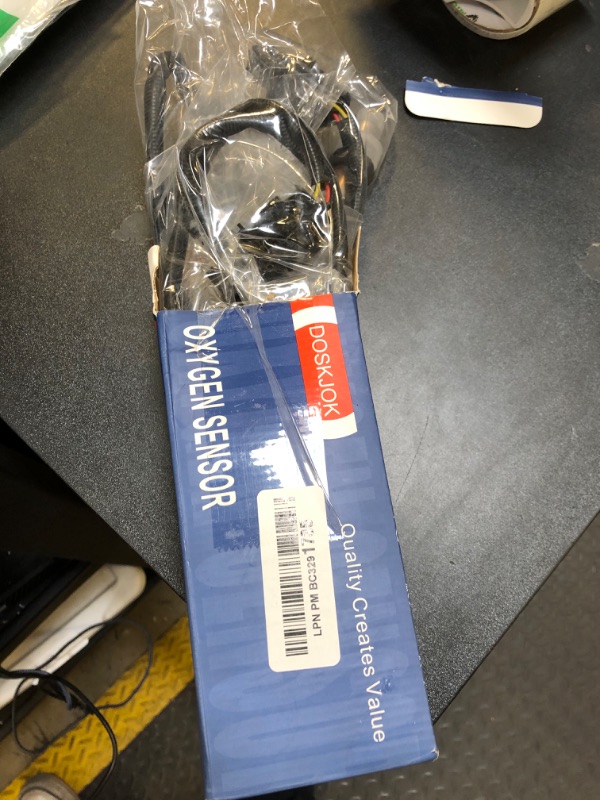 DOSKJOK
OXYGEN SENSOR
Quality Creates Value
LPN PM BC329